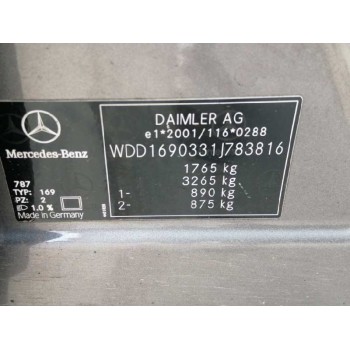 DAIMLER AG
e1*2001/116*0288
WDD1690331J783816
1765 kg
3265 kg
1- 890 kg
2- 875 kg
Mercedes-Benz
787
TYP: 169
PZ: 2
1.0 %
Made in Germany